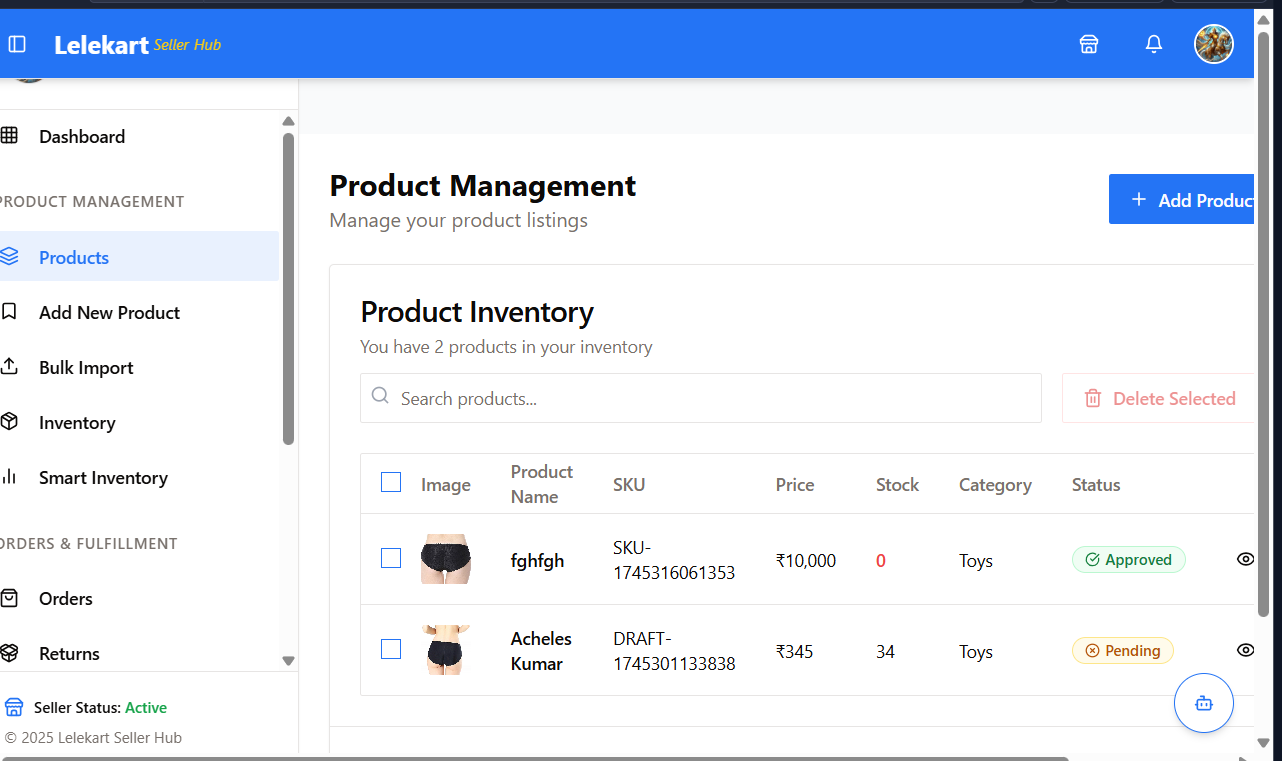 Lelekart Seller Hub
Dashboard
PRODUCT MANAGEMENT
Products
Add New Product
Bulk Import
Inventory
Smart Inventory
ORDERS & FULFILLMENT
Orders
Returns
Seller Status: Active
© 2025 Lelekart Seller Hub
Product Management
Manage your product listings
+ Add Produc
Product Inventory
You have 2 products in your inventory
Search products...
Delete Selected
Image Product Name SKU Price Stock Category Status
fghfgh SKU-1745316061353 ₹10,000 0 Toys Approved
Acheles Kumar DRAFT-1745301133838 ₹345 34 Toys Pending